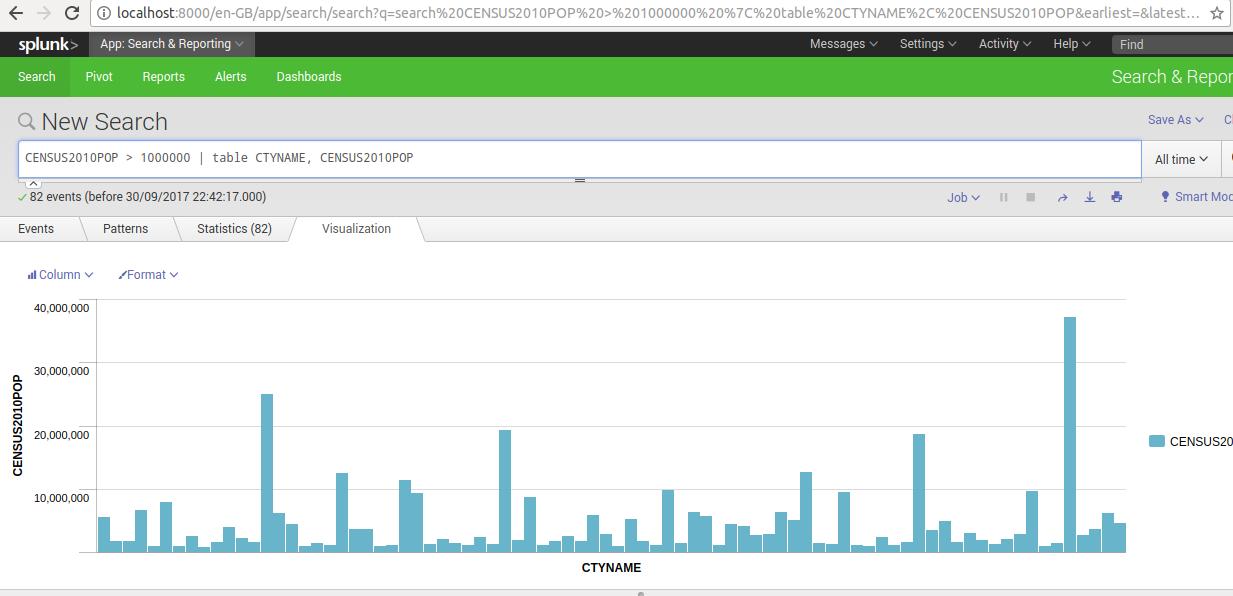 localhost:8000/en-GB/app/search/search?q=search%20CENSUS2010POP%20>%201000000%20%7C%20table%20CTYNAME%2C%20CENSUS2010POP&earliest=&latest...
splunk> App: Search & Reporting Messages Settings Activity Help Find
Search Pivot Reports Alerts Dashboards Search & Repor
New Search Save As Cl
CENSUS2010POP > 1000000 | table CTYNAME, CENSUS2010POP All time
82 events (before 30/09/2017 22:42:17.000) Job Smart Mod
Events Patterns Statistics (82) Visualization
Column Format
40,000,000
30,000,000
20,000,000
10,000,000
CENSUS2010POP
CENSUS20
CTYNAME